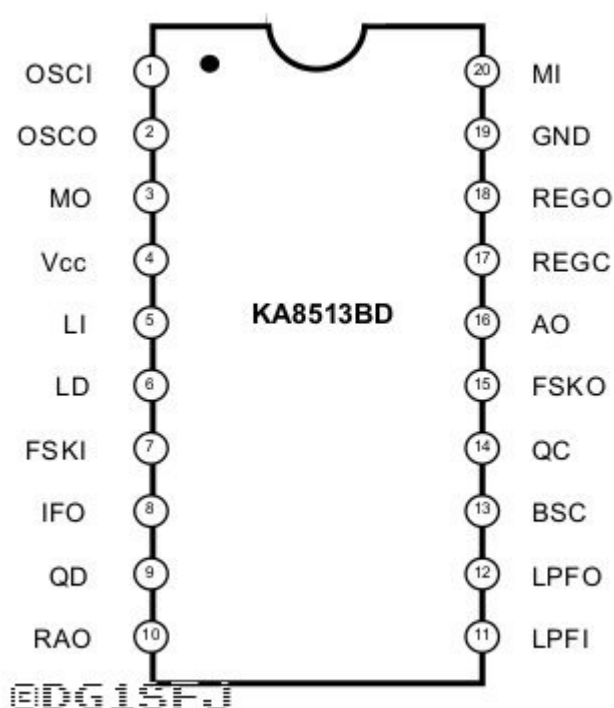 OSCI 1 20 MI
OSCO 2 19 GND
MO 3 18 REGO
Vcc 4 17 REGC
KA8513BD
LI 5 16 AO
LD 6 15 FSKO
FSKI 7 14 QC
IFO 8 13 BSC
QD 9 12 LPFO
RAO 10 11 LPFI
©DG1SFJ